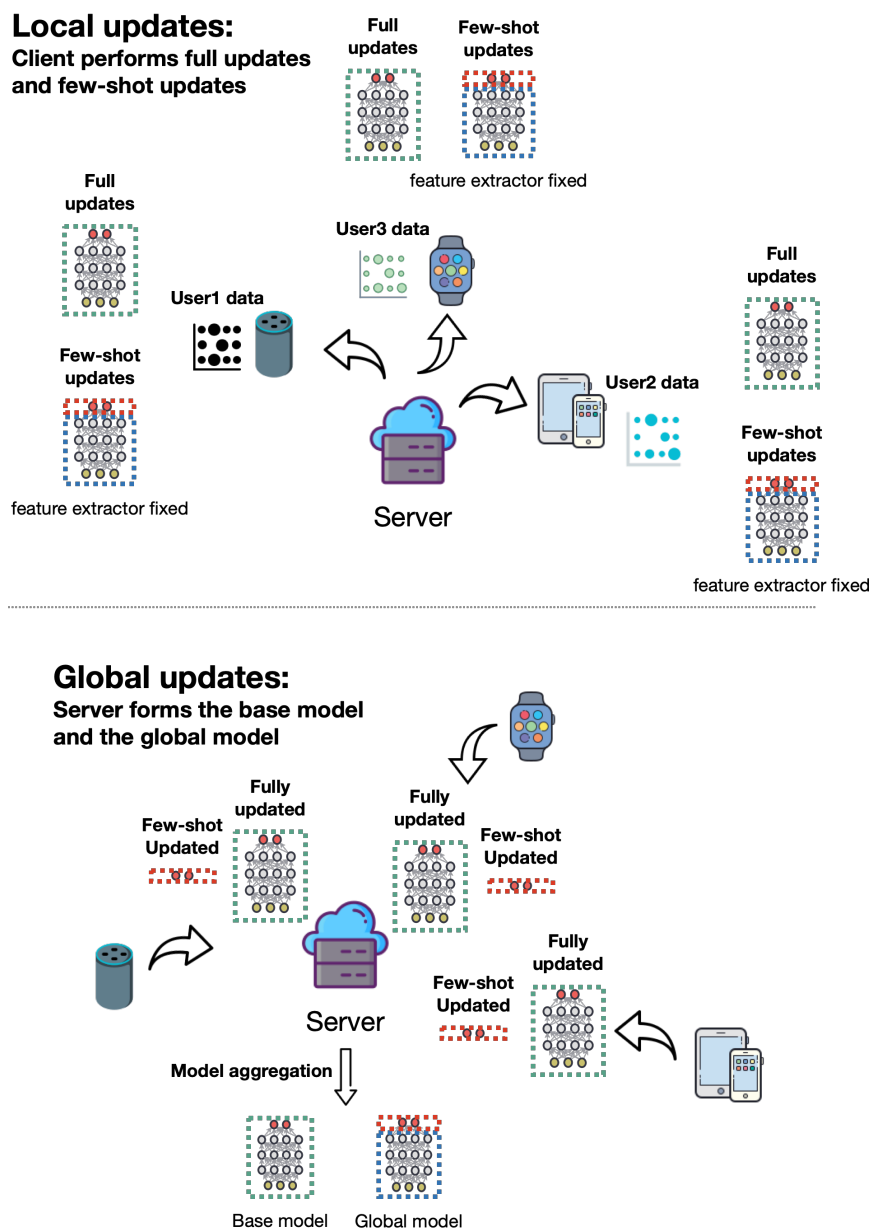 Local updates:
Client performs full updates
and few-shot updates
Full
updates
Few-shot
updates
feature extractor fixed
Full
updates
User3 data
User1 data
Full
updates
Few-shot
updates
User2 data
feature extractor fixed
Few-shot
updates
Server
feature extractor fixed
Global updates:
Server forms the base model
and the global model
Fully
updated
Few-shot
Updated
Fully
updated
Few-shot
Updated
Fully
updated
Few-shot
Updated
Server
Model aggregation
Base model
Global model